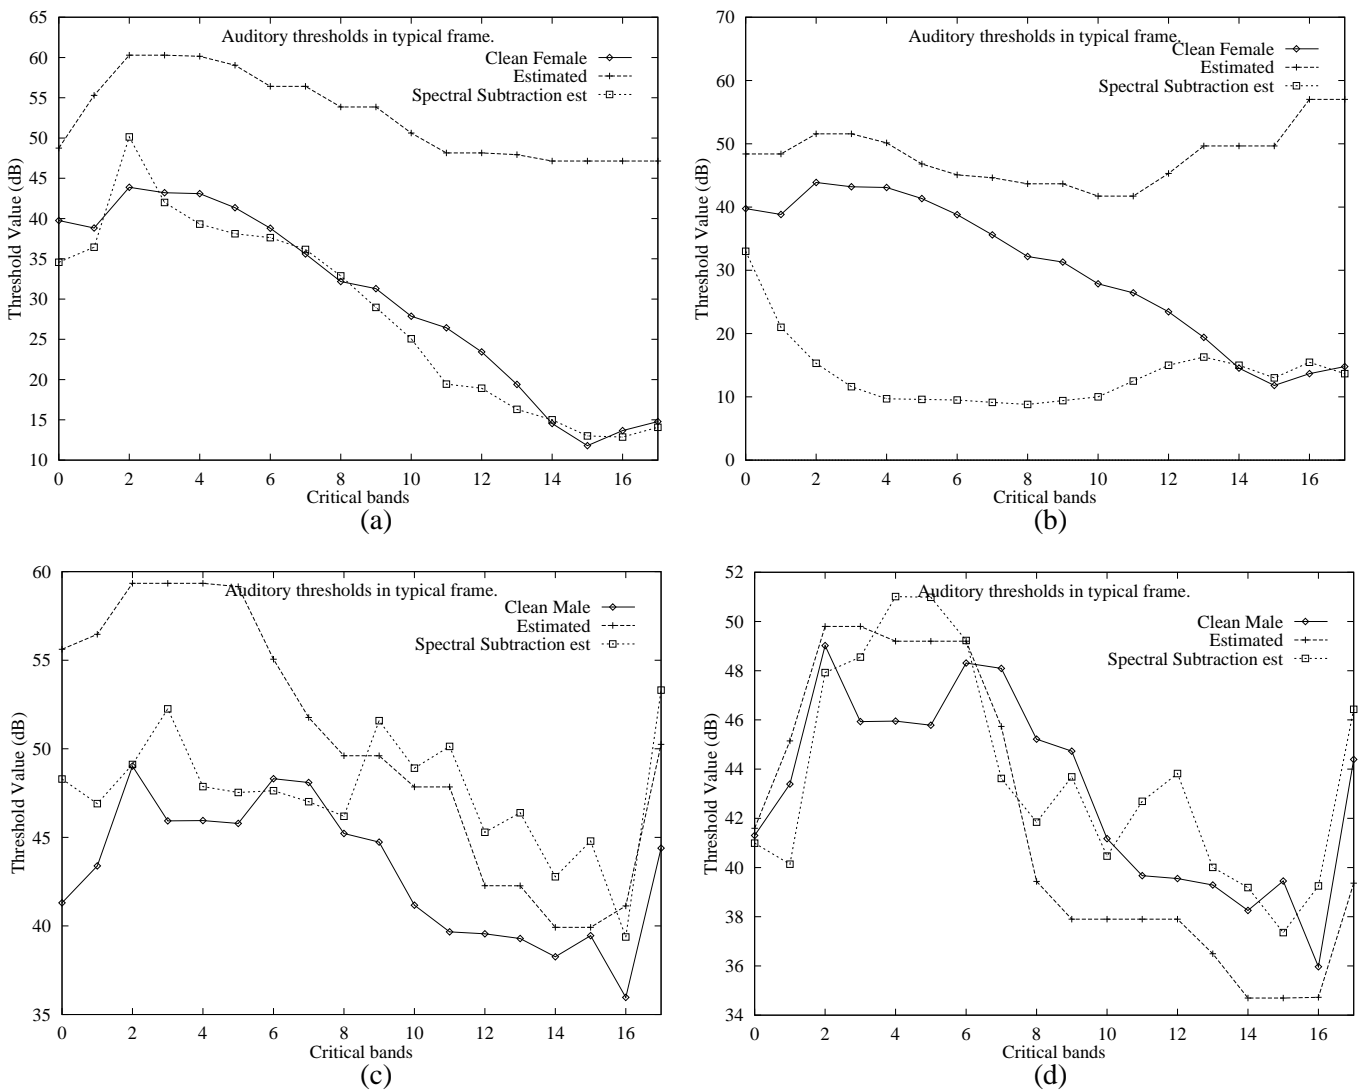 65
60
55
50
45
40
35
30
25
20
15
10
Threshold Value (dB)
Auditory thresholds in typical frame.
Clean Female
Estimated
Spectral Subtraction est
0 2 4 6 8 10 12 14 16
Critical bands
(a)
70
60
50
40
30
20
10
0
Threshold Value (dB)
Auditory thresholds in typical frame.
Clean Female
Estimated
Spectral Subtraction est
0 2 4 6 8 10 12 14 16
Critical bands
(b)
60
55
50
45
40
35
Threshold Value (dB)
Auditory thresholds in typical frame.
Clean Male
Estimated
Spectral Subtraction est
0 2 4 6 8 10 12 14 16
Critical bands
(c)
52
50
48
46
44
42
40
38
36
34
Threshold Value (dB)
Auditory thresholds in typical frame.
Clean Male
Estimated
Spectral Subtraction est
0 2 4 6 8 10 12 14 16
Critical bands
(d)